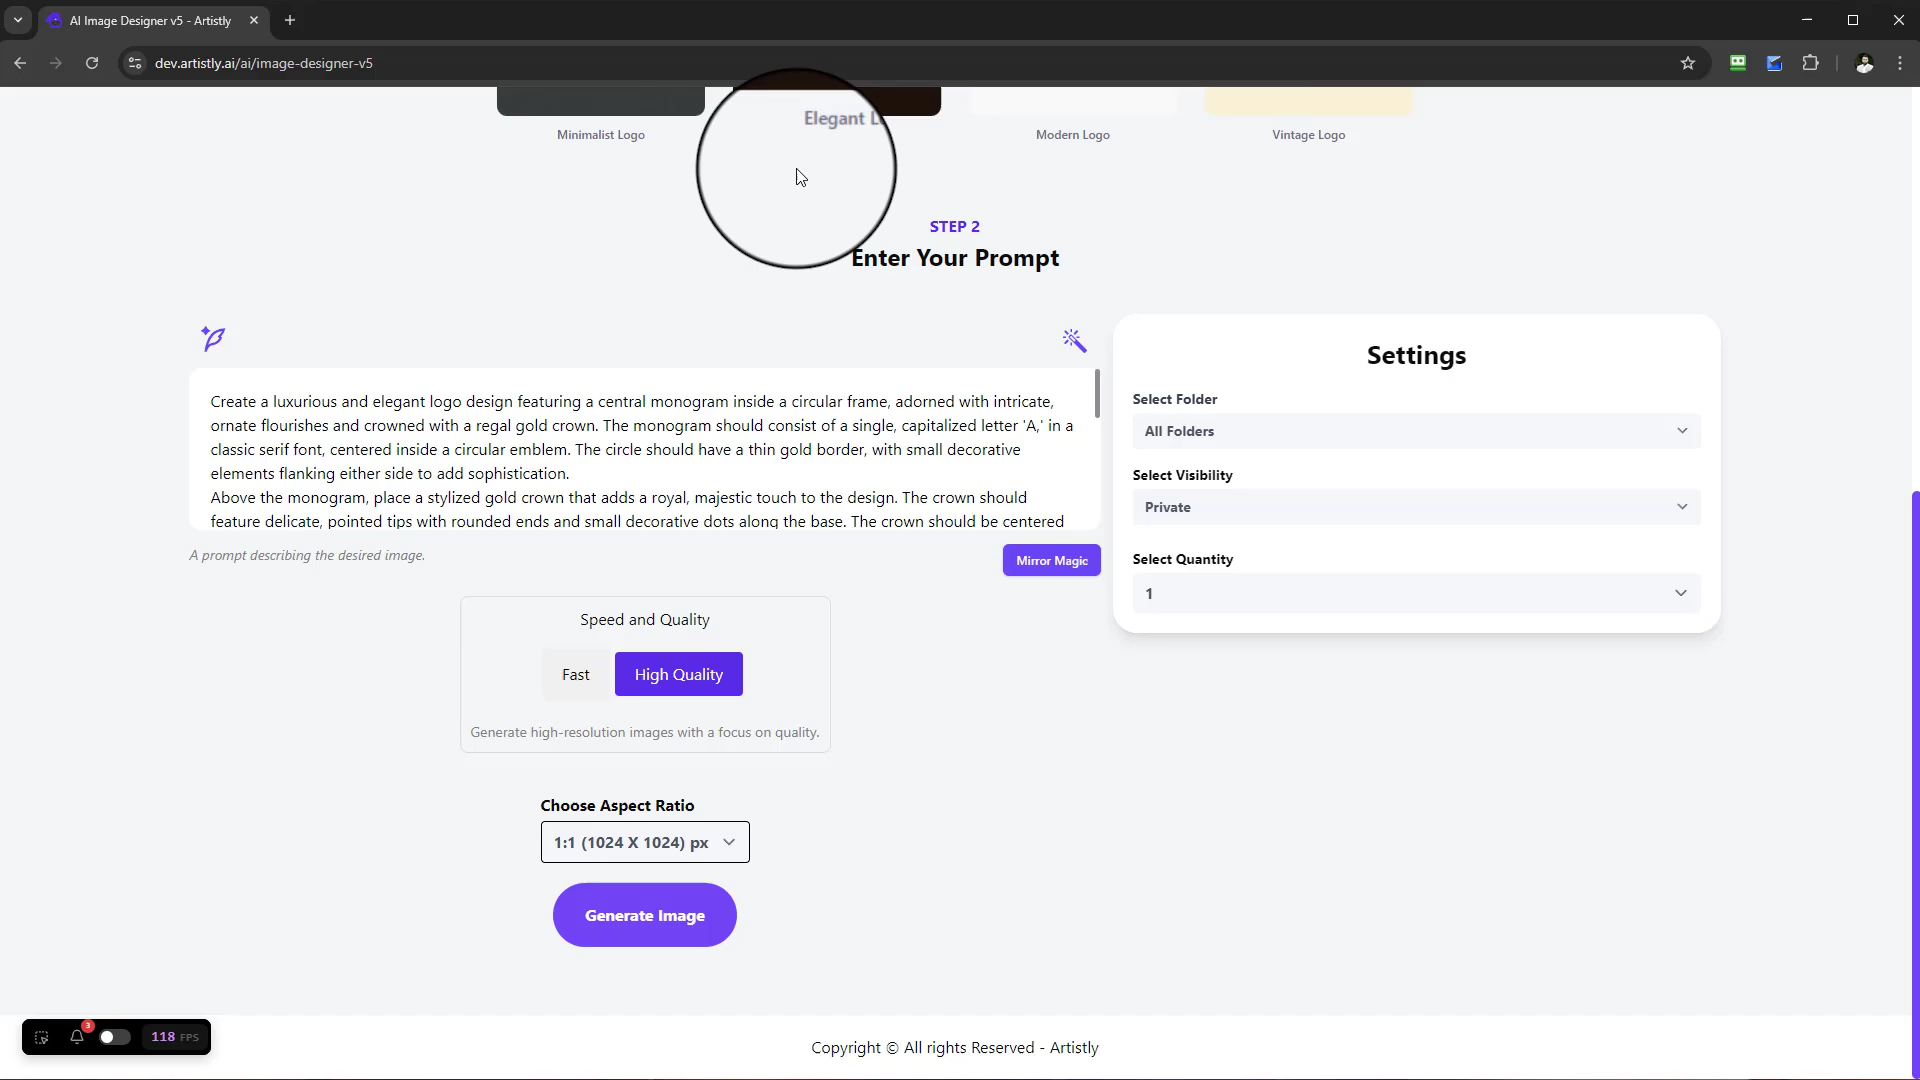 AI Image Designer v5 - Artistly
dev.artistly.ai/ai/image-designer-v5
Minimalist Logo
Elegant L
Modern Logo
Vintage Logo
STEP 2
Enter Your Prompt
Create a luxurious and elegant logo design featuring a central monogram inside a circular frame, adorned with intricate,
ornate flourishes and crowned with a regal gold crown. The monogram should consist of a single, capitalized letter 'A,' in a
classic serif font, centered inside a circular emblem. The circle should have a thin gold border, with small decorative
elements flanking either side to add sophistication.
Above the monogram, place a stylized gold crown that adds a royal, majestic touch to the design. The crown should
feature delicate, pointed tips with rounded ends and small decorative dots along the base. The crown should be centered
A prompt describing the desired image.
Mirror Magic
Speed and Quality
Fast
High Quality
Generate high-resolution images with a focus on quality.
Choose Aspect Ratio
1:1 (1024 X 1024) px
Generate Image
Settings
Select Folder
All Folders
Select Visibility
Private
Select Quantity
1
3
118 FPS
Copyright © All rights Reserved - Artistly